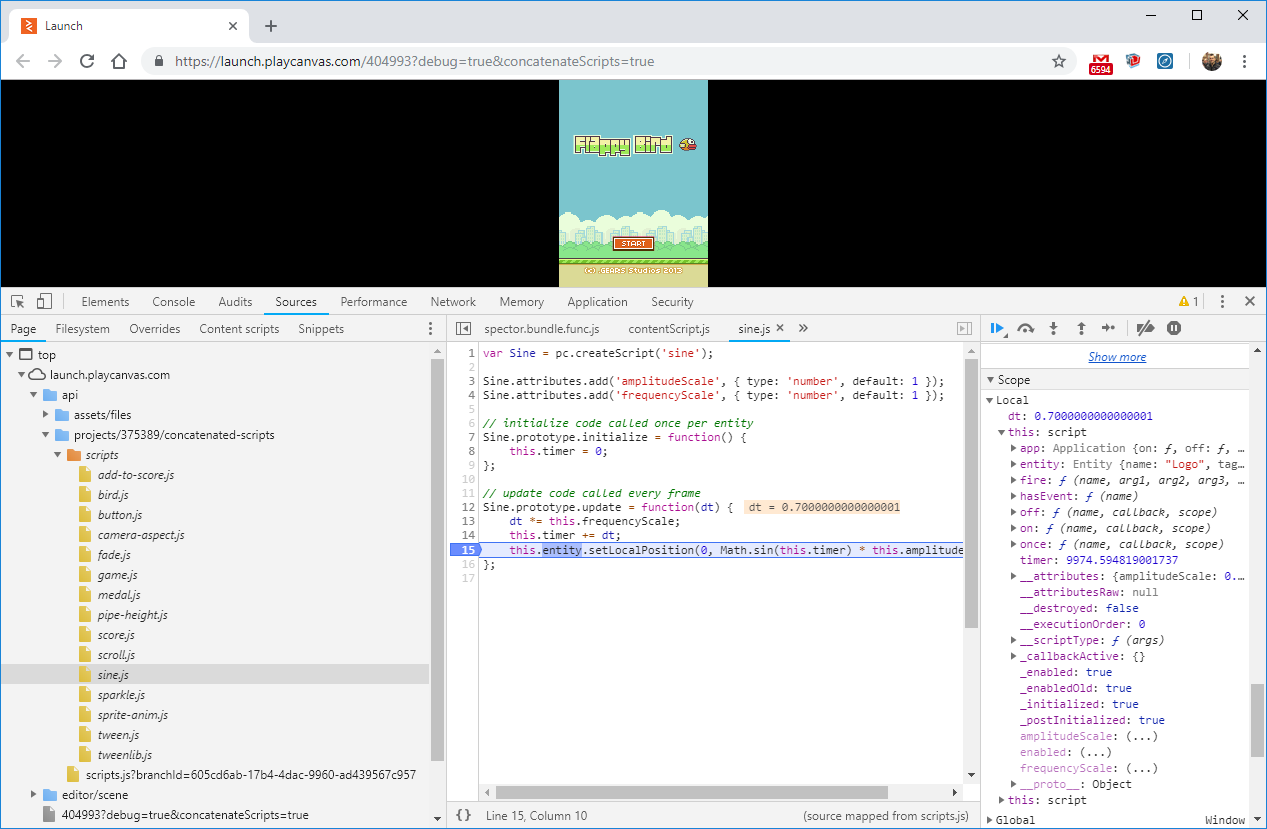 Launch
https://launch.playcanvas.com/404993?debug=true&concatenateScripts=true
6594
Flappy Bird
START
(c) .GEARS Studios 2013
Elements Console Audits Sources Performance Network Memory Application Security 1
Page Filesystem Overrides Content scripts Snippets
top
launch.playcanvas.com
api
assets/files
projects/375389/concatenated-scripts
scripts
add-to-score.js
bird.js
button.js
camera-aspect.js
fade.js
game.js
medal.js
pipe-height.js
score.js
scroll.js
sine.js
sparkle.js
sprite-anim.js
tween.js
tweenlib.js
scripts.js?branchId=605cd6ab-17b4-4dac-9960-ad439567c957
editor/scene
404993?debug=true&concatenateScripts=true
spector.bundle.func.js contentScript.js sine.js
1 var Sine = pc.createScript('sine');
2
3 Sine.attributes.add('amplitudeScale', { type: 'number', default: 1 });
4 Sine.attributes.add('frequencyScale', { type: 'number', default: 1 });
5
6 // initialize code called once per entity
7 Sine.prototype.initialize = function() {
8 this.timer = 0;
9 };
10
11 // update code called every frame
12 Sine.prototype.update = function(dt) { dt = 0.7000000000000001
13 dt *= this.frequencyScale;
14 this.timer += dt;
15 this.entity.setLocalPosition(0, Math.sin(this.timer) * this.amplitude
16 };
17
{} Line 15, Column 10 (source mapped from scripts.js)
Show more
Scope
Local
dt: 0.7000000000000001
this: script
app: Application {on: ƒ, off: ƒ, …
entity: Entity {name: "Logo", tag…
fire: ƒ (name, arg1, arg2, arg3, …
hasEvent: ƒ (name)
off: ƒ (name, callback, scope)
on: ƒ (name, callback, scope)
once: ƒ (name, callback, scope)
timer: 9974.594819001737
__attributes: {amplitudeScale: 0.…
__attributesRaw: null
__destroyed: false
__executionOrder: 0
__scriptType: ƒ (args)
_callbackActive: {}
_enabled: true
_enabledOld: true
_initialized: true
_postInitialized: true
amplitudeScale: (...)
enabled: (...)
frequencyScale: (...)
__proto__: Object
this: script
Global Window